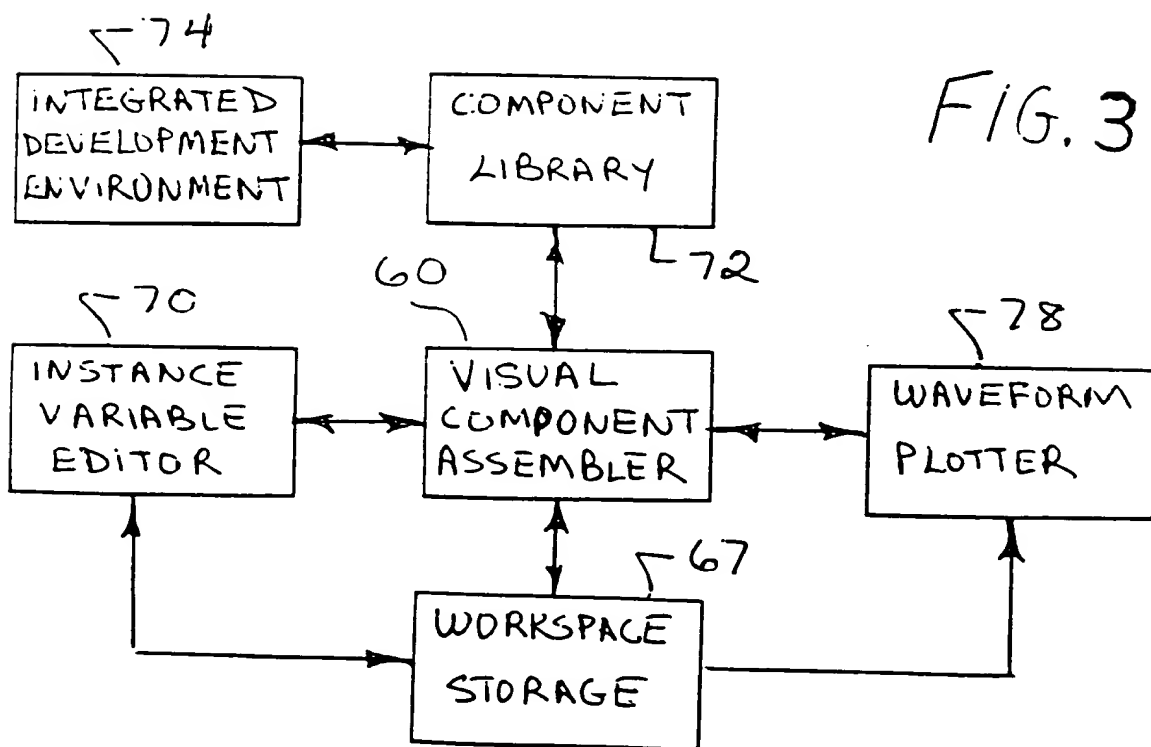 74
INTEGRATED
DEVELOPMENT
ENVIRONMENT
COMPONENT
LIBRARY
FIG. 3
72
60
70
INSTANCE
VARIABLE
EDITOR
VISUAL
COMPONENT
ASSEMBLER
78
WAVEFORM
PLOTTER
67
WORKSPACE
STORAGE